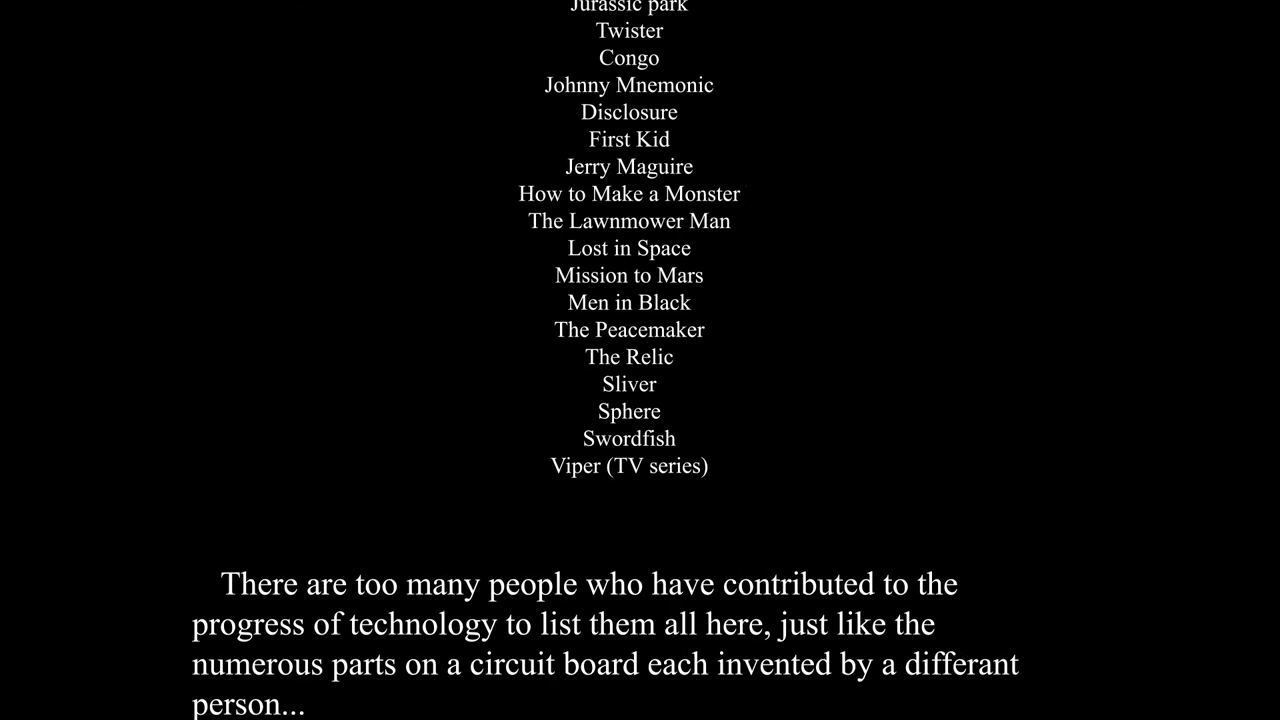 Jurassic park
Twister
Congo
Johnny Mnemonic
Disclosure
First Kid
Jerry Maguire
How to Make a Monster
The Lawnmower Man
Lost in Space
Mission to Mars
Men in Black
The Peacemaker
The Relic
Sliver
Sphere
Swordfish
Viper (TV series)
There are too many people who have contributed to the
progress of technology to list them all here, just like the
numerous parts on a circuit board each invented by a differant
person...